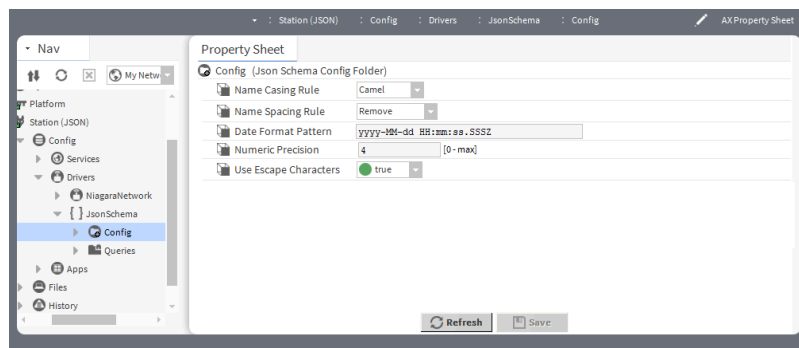 : Station (JSON) : Config : Drivers : JsonSchema : Config AX Property Sheet
Nav
My Netw
Platform
Station (JSON)
Config
Services
Drivers
NiagaraNetwork
{ } JsonSchema
Config
Queries
Apps
Files
History
Property Sheet
Config (Json Schema Config Folder)
Name Casing Rule Camel
Name Spacing Rule Remove
Date Format Pattern yyyy-MM-dd HH:mm:ss.SSSZ
Numeric Precision 4 [0 - max]
Use Escape Characters true
Refresh Save